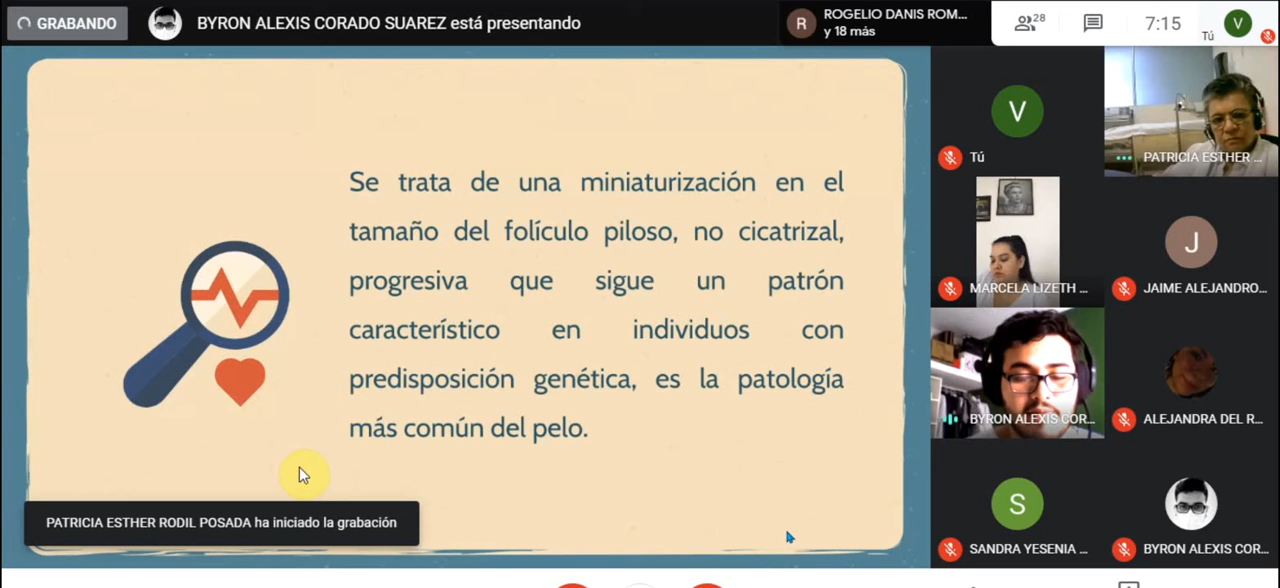 GRABANDO
BYRON ALEXIS CORADO SUAREZ está presentando
R
ROGELIO DANIS ROM...
y 18 más
28
7:15
Tú
V
Se trata de una miniaturización en el
tamaño del folículo piloso, no cicatrizal,
progresiva que sigue un patrón
característico en individuos con
predisposición genética, es la patología
más común del pelo.
PATRICIA ESTHER RODIL POSADA ha iniciado la grabación
V
Tú
PATRICIA ESTHER ...
MARCELA LIZETH ...
J
JAIME ALEJANDRO...
BYRON ALEXIS COR...
ALEJANDRA DEL R...
S
SANDRA YESENIA ...
BYRON ALEXIS COR...